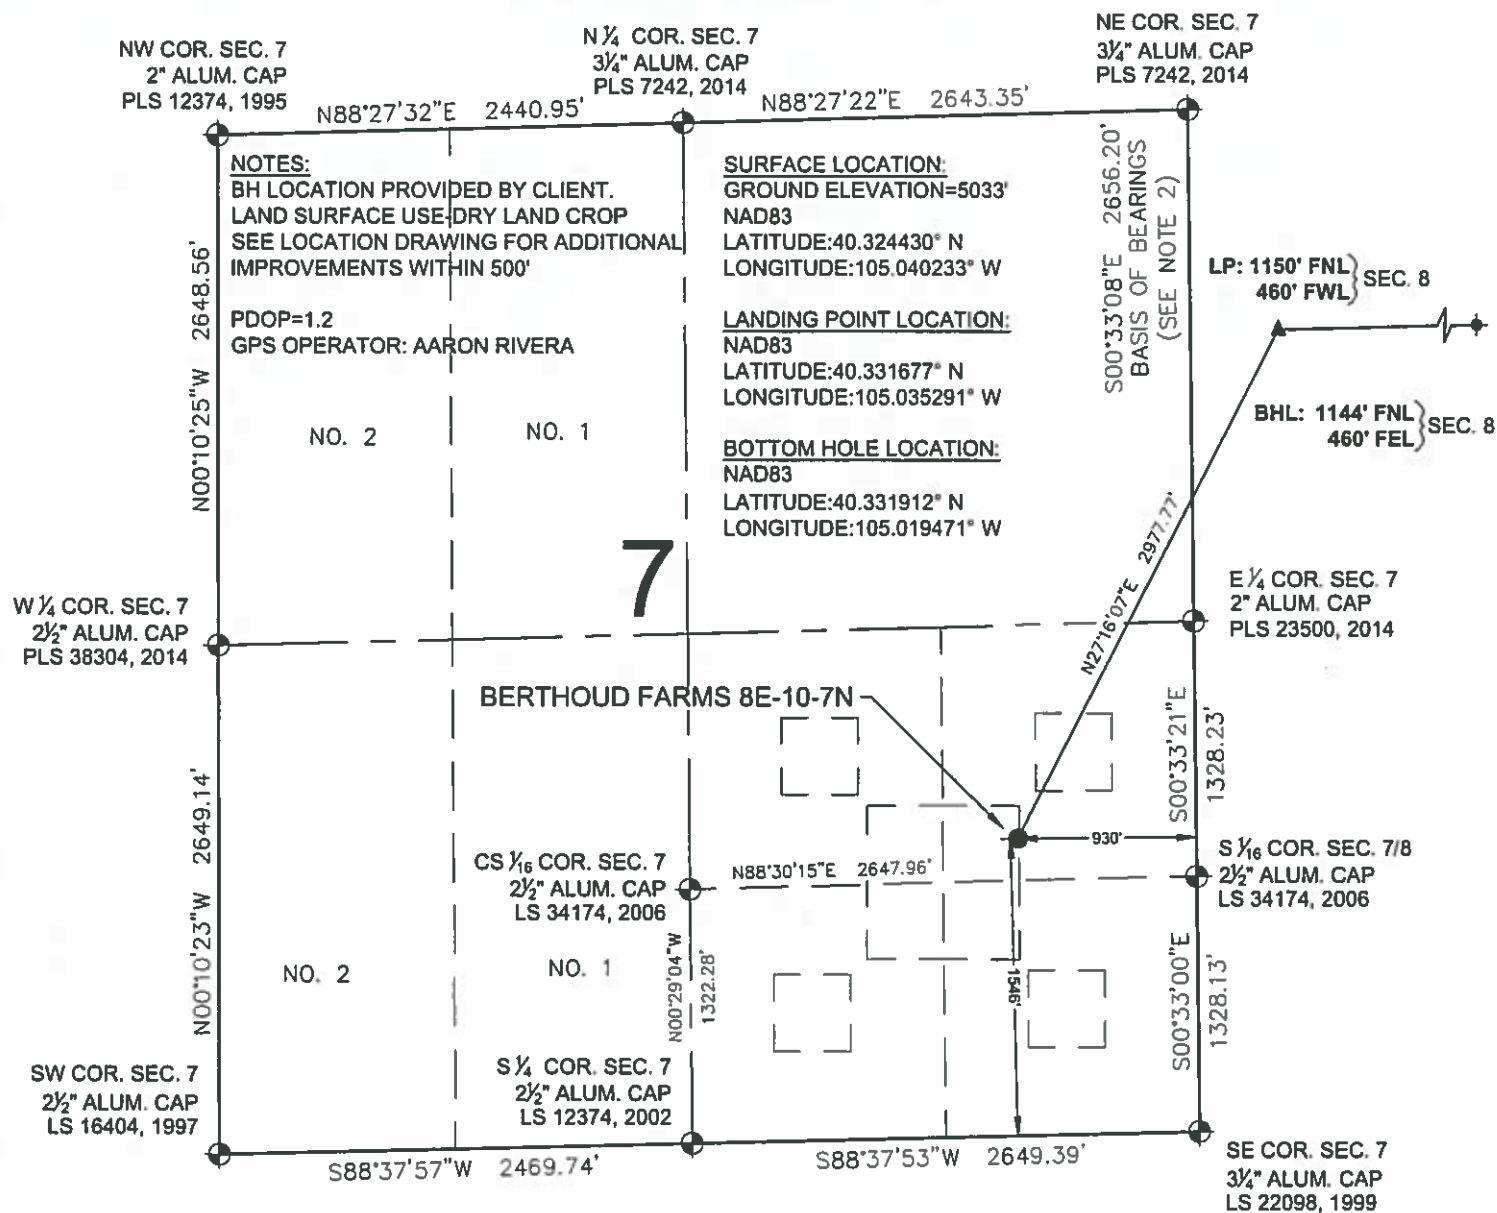 NW COR. SEC. 7
2" ALUM. CAP
PLS 12374, 1995
N ¼ COR. SEC. 7
3¼" ALUM. CAP
PLS 7242, 2014
NE COR. SEC. 7
3¼" ALUM. CAP
PLS 7242, 2014
N88°27'32"E 2440.95'
N88°27'22"E 2643.35'
NOTES:
BH LOCATION PROVIDED BY CLIENT.
LAND SURFACE USE-DRY LAND CROP
SEE LOCATION DRAWING FOR ADDITIONAL
IMPROVEMENTS WITHIN 500'
PDOP=1.2
GPS OPERATOR: AARON RIVERA
SURFACE LOCATION:
GROUND ELEVATION=5033'
NAD83
LATITUDE:40.324430° N
LONGITUDE:105.040233° W
LANDING POINT LOCATION:
NAD83
LATITUDE:40.331677° N
LONGITUDE:105.035291° W
BOTTOM HOLE LOCATION:
NAD83
LATITUDE:40.331912° N
LONGITUDE:105.019471° W
N00°10'25"W 2648.56'
S00°33'08"E 2656.20'
BASIS OF BEARINGS
(SEE NOTE 2)
LP: 1150' FNL
460' FWL
SEC. 8
BHL: 1144' FNL
460' FEL
SEC. 8
NO. 2
NO. 1
7
N27°16'07"E 2977.77'
W ¼ COR. SEC. 7
2½" ALUM. CAP
PLS 38304, 2014
E ¼ COR. SEC. 7
2" ALUM. CAP
PLS 23500, 2014
BERTHOUD FARMS 8E-10-7N
S00°33'21"E
1328.23'
930'
N00°10'23"W 2649.14'
CS 1⁄16 COR. SEC. 7
2½" ALUM. CAP
LS 34174, 2006
N88°30'15"E 2647.96'
S 1⁄16 COR. SEC. 7/8
2½" ALUM. CAP
LS 34174, 2006
NO. 2
NO. 1
N00°29'04"W
1322.28'
1546'
S00°33'00"E
1328.13'
SW COR. SEC. 7
2½" ALUM. CAP
LS 16404, 1997
S ¼ COR. SEC. 7
2½" ALUM. CAP
LS 12374, 2002
S88°37'57"W 2469.74'
S88°37'53"W 2649.39'
SE COR. SEC. 7
3¼" ALUM. CAP
LS 22098, 1999